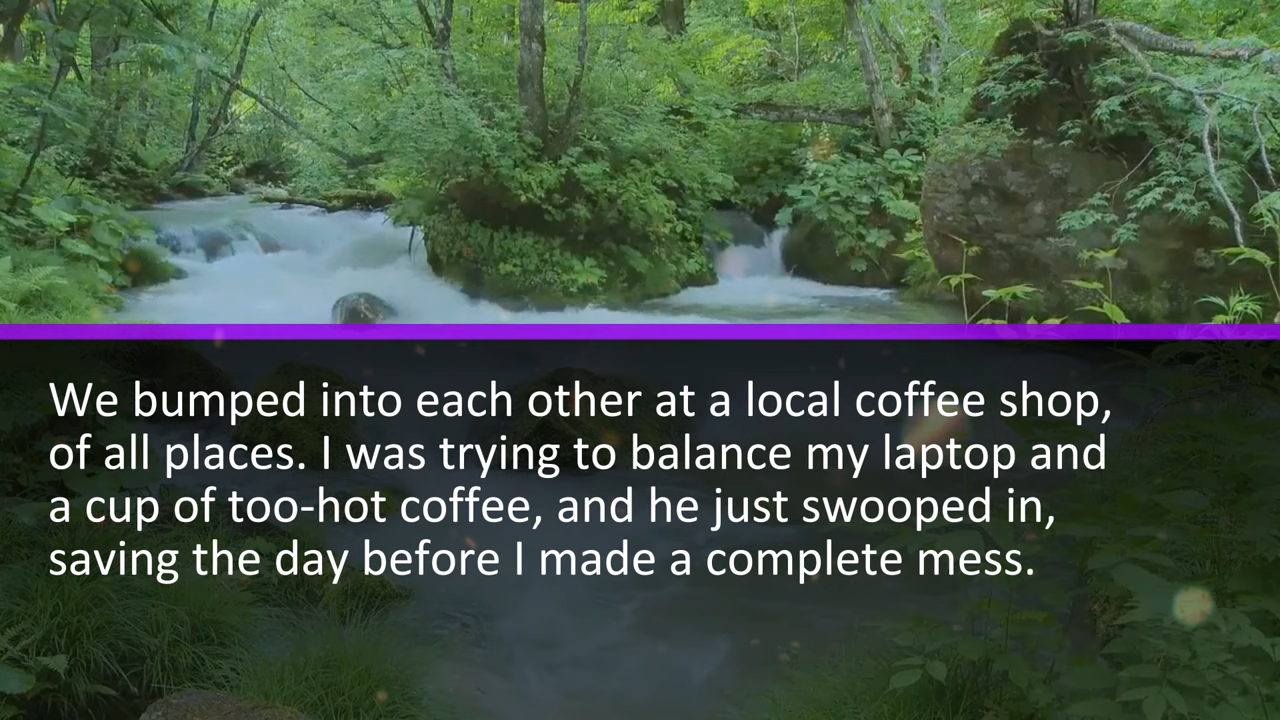 We bumped into each other at a local coffee shop,
of all places. I was trying to balance my laptop and
a cup of too-hot coffee, and he just swooped in,
saving the day before I made a complete mess.